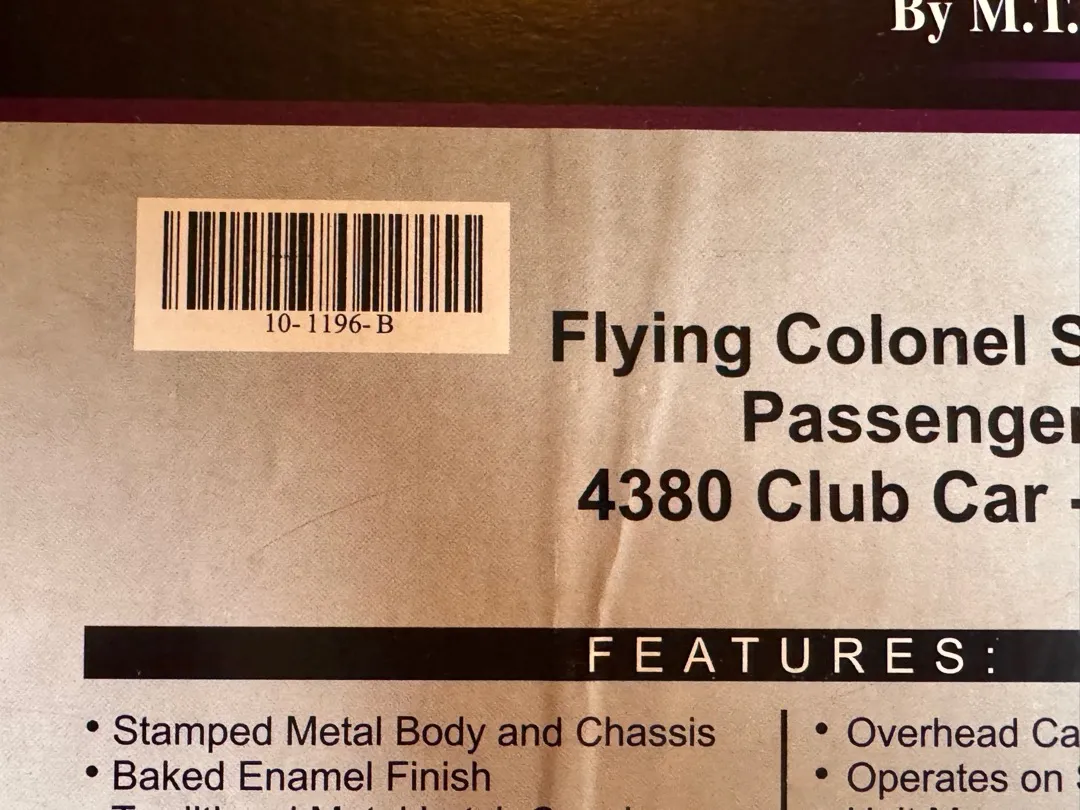 By M.T.
10-1196-B
Flying Colonel S
Passenger
4380 Club Car -
FEATURES:
• Stamped Metal Body and Chassis
• Baked Enamel Finish
• Overhead Ca
• Operates on